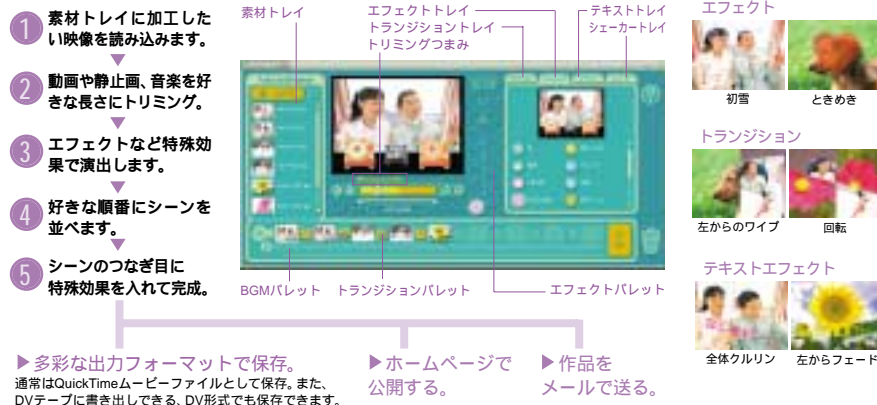 1 素材トレイに加工した
い映像を読み込みます。
2 動画や静止画、音楽を好
きな長さにトリミング。
3 エフェクトなど特殊効
果で演出します。
4 好きな順番にシーンを
並べます。
5 シーンのつなぎ目に
特殊効果を入れて完成。
素材トレイ
エフェクトトレイ
トランジショントレイ
トリミングつまみ
テキストトレイ
シェーカートレイ
BGMパレット
トランジションパレット
エフェクトパレット
エフェクト
初雪
ときめき
トランジション
左からのワイプ
回転
テキストエフェクト
全体クルリン
左からフェード
▶多彩な出力フォーマットで保存。
通常はQuickTimeムービーファイルとして保存。また、
DVテープに書き出しできる、DV形式でも保存できます。
▶ホームページで
公開する。
▶作品を
メールで送る。